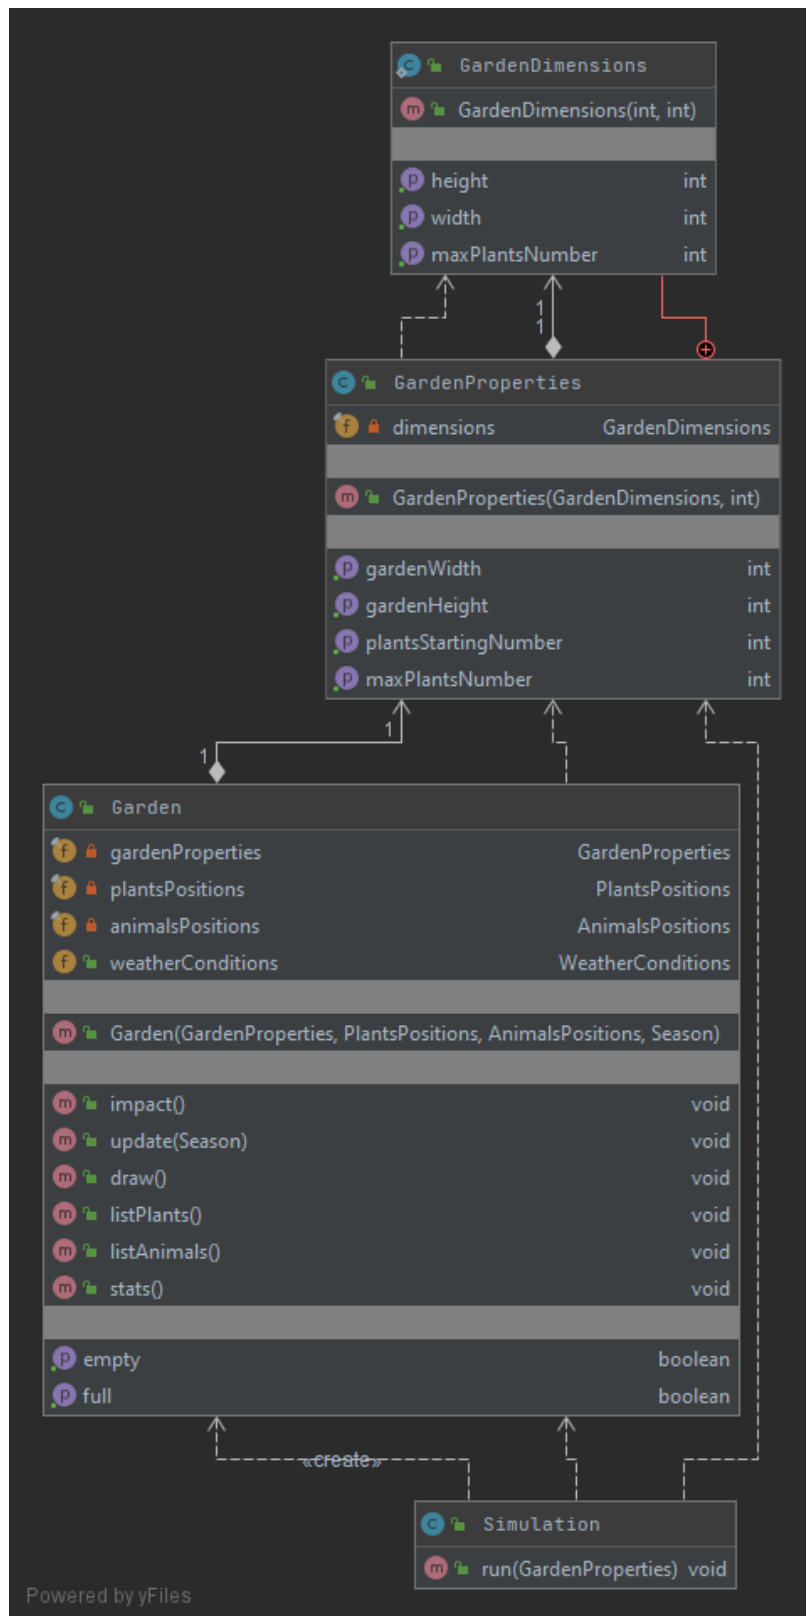 GardenDimensions
GardenDimensions(int, int)
height int
width int
maxPlantsNumber int
1
1
GardenProperties
dimensions GardenDimensions
GardenProperties(GardenDimensions, int)
gardenWidth int
gardenHeight int
plantsStartingNumber int
maxPlantsNumber int
1
1
Garden
gardenProperties GardenProperties
plantsPositions PlantsPositions
animalsPositions AnimalsPositions
weatherConditions WeatherConditions
Garden(GardenProperties, PlantsPositions, AnimalsPositions, Season)
impact() void
update(Season) void
draw() void
listPlants() void
listAnimals() void
stats() void
empty boolean
full boolean
«create»
Simulation
run(GardenProperties) void
Powered by yFiles